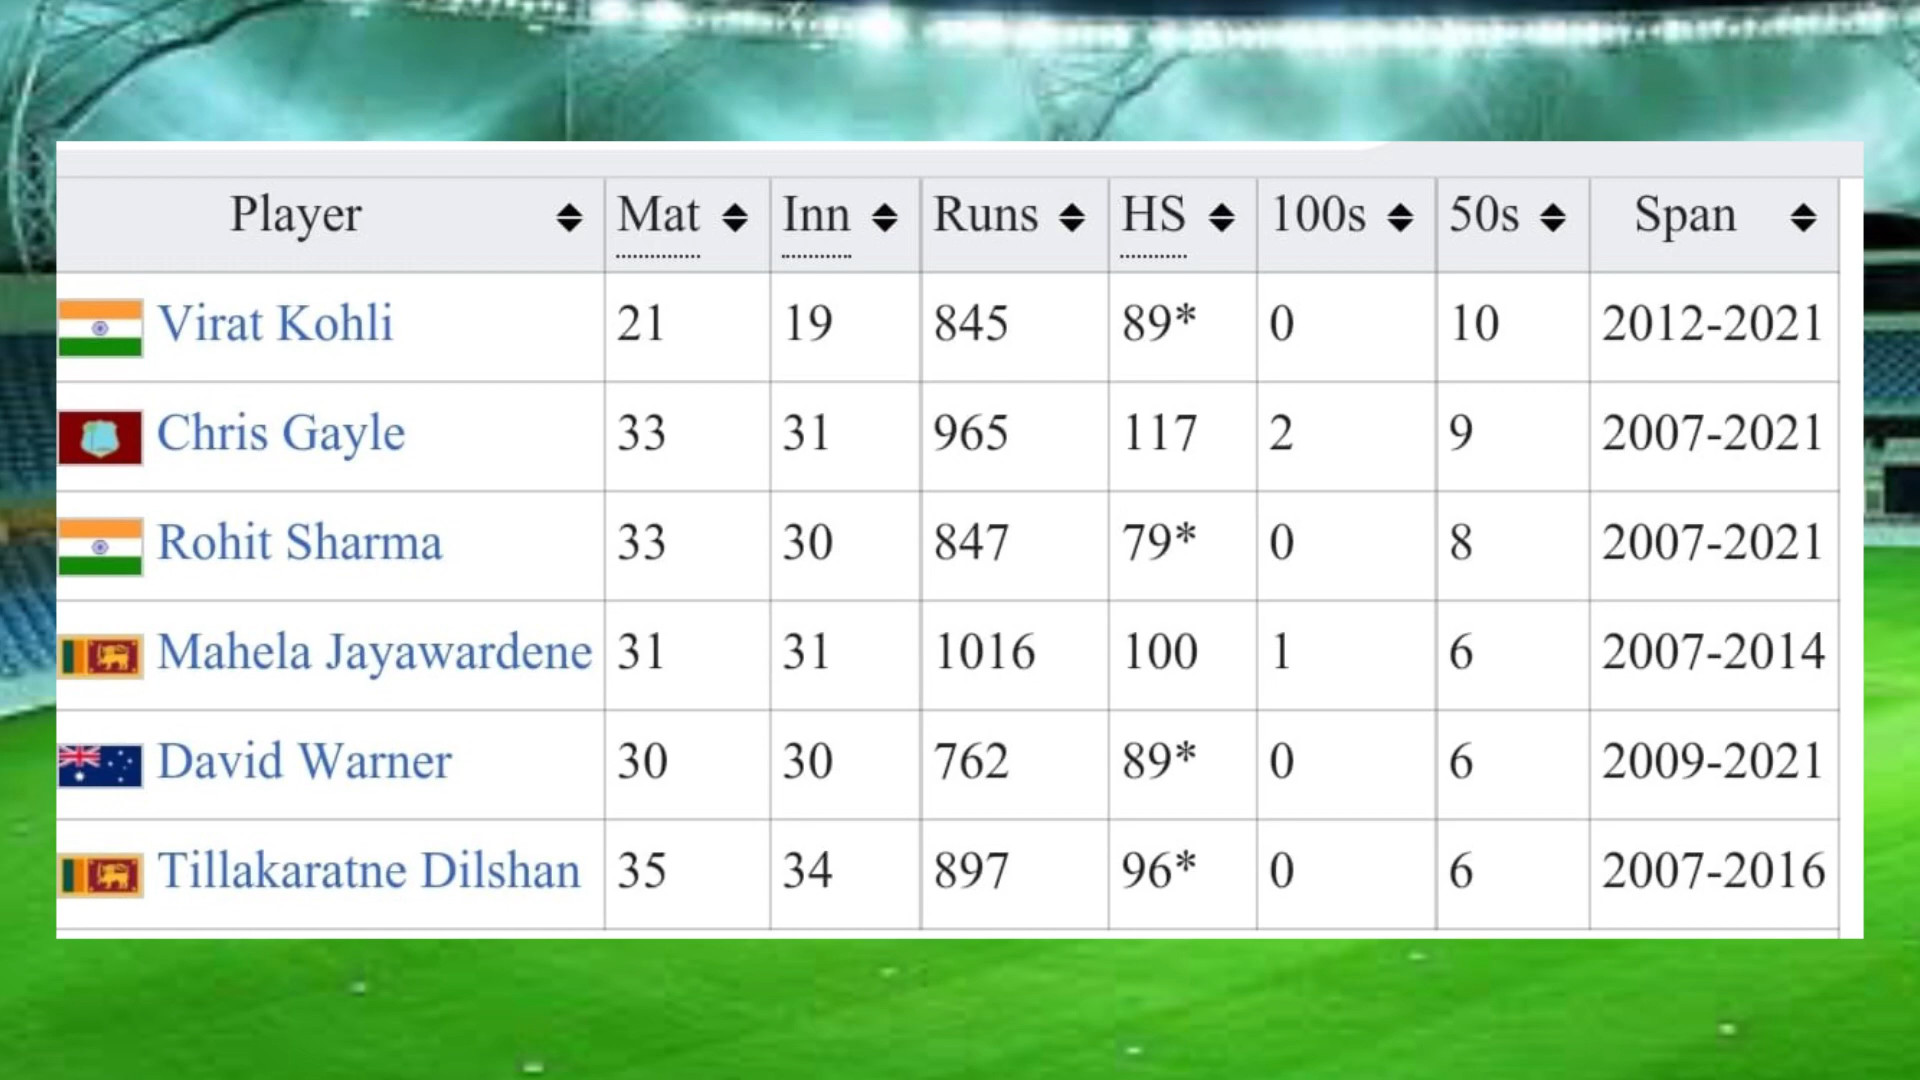 Player Mat Inn Runs HS 100s 50s Span
Virat Kohli 21 19 845 89* 0 10 2012-2021
Chris Gayle 33 31 965 117 2 9 2007-2021
Rohit Sharma 33 30 847 79* 0 8 2007-2021
Mahela Jayawardene 31 31 1016 100 1 6 2007-2014
David Warner 30 30 762 89* 0 6 2009-2021
Tillakaratne Dilshan 35 34 897 96* 0 6 2007-2016